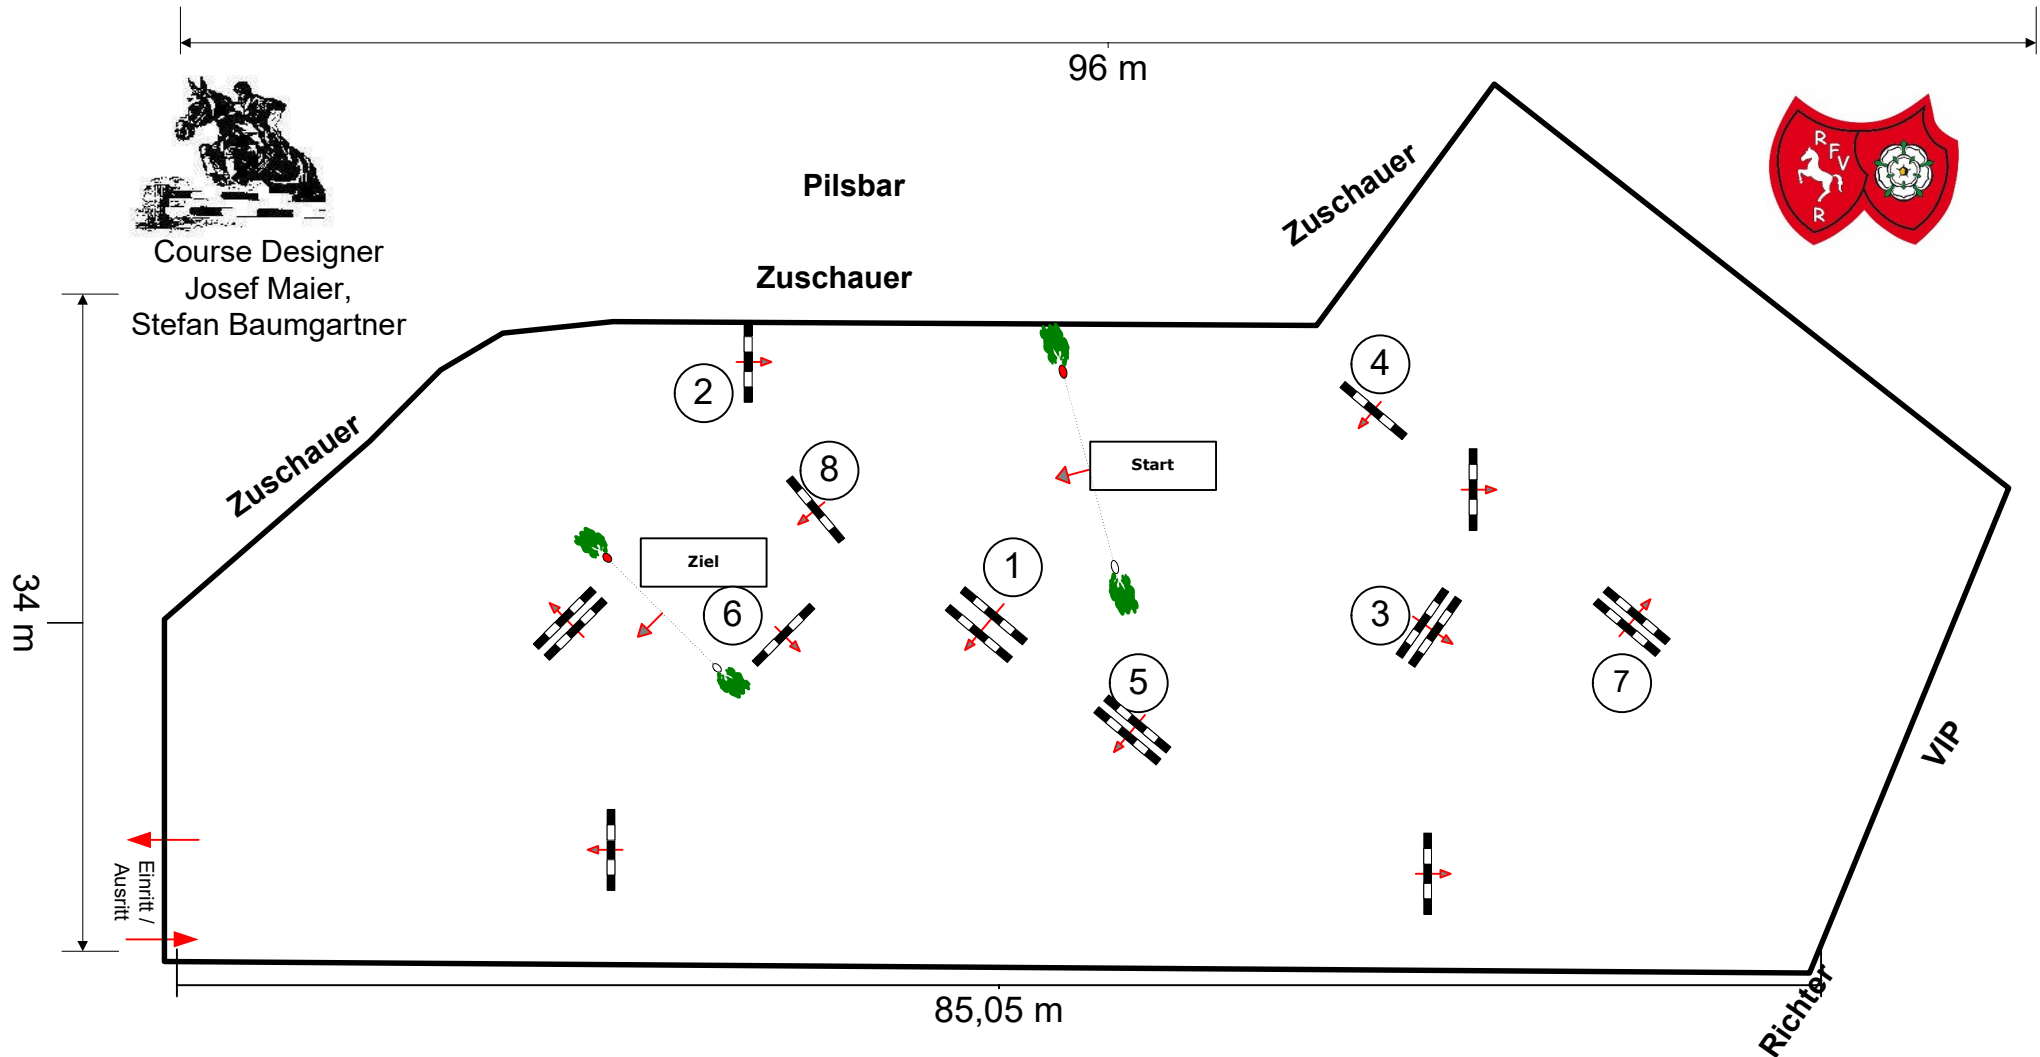 96 m
Course Designer
Josef Maier,
Stefan Baumgartner
Pilsbar
Zuschauer
Zuschauer
R
F
V
R
Zuschauer
2
4
8
Start
Ziel
1
6
3
7
5
34 m
VIP
Einritt /
Ausritt
85,05 m
Richter